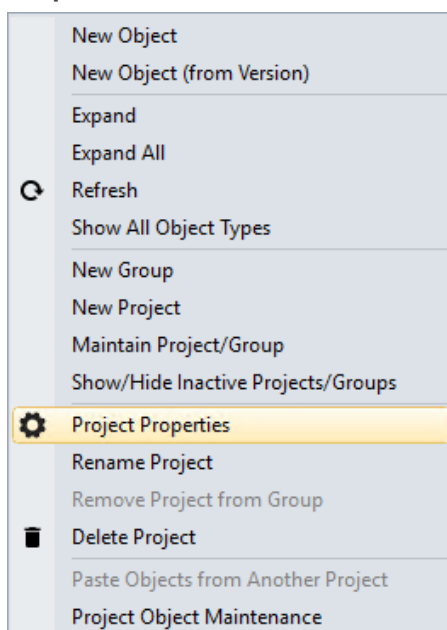 New Object
New Object (from Version)
Expand
Expand All
Refresh
Show All Object Types
New Group
New Project
Maintain Project/Group
Show/Hide Inactive Projects/Groups
Project Properties
Rename Project
Remove Project from Group
Delete Project
Paste Objects from Another Project
Project Object Maintenance